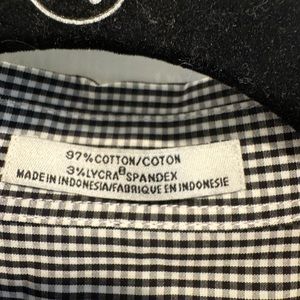 97% COTTON/COTON
3% LYCRA® SPANDEX
MADE IN INDONESIA/FABRIQUE EN INDONESIE